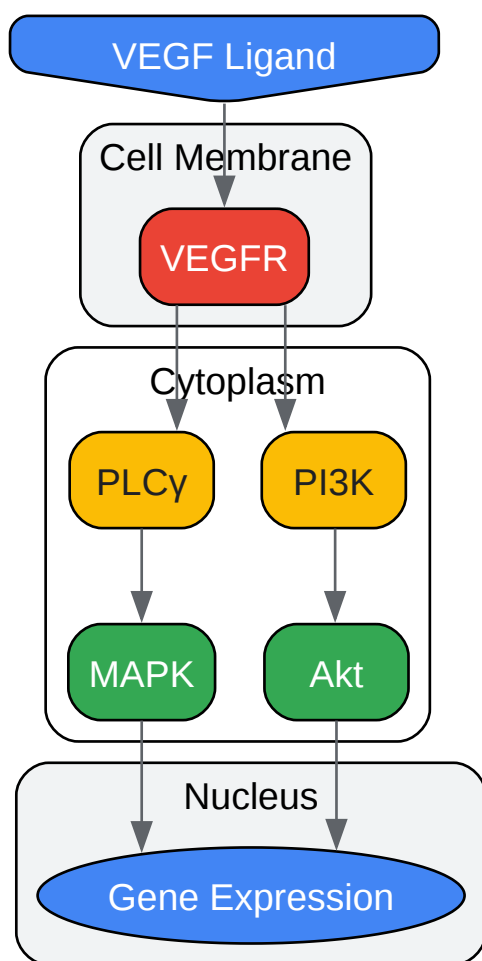 VEGF Ligand
Cell Membrane
VEGFR
Cytoplasm
PLCγ
PI3K
MAPK
Akt
Nucleus
Gene Expression